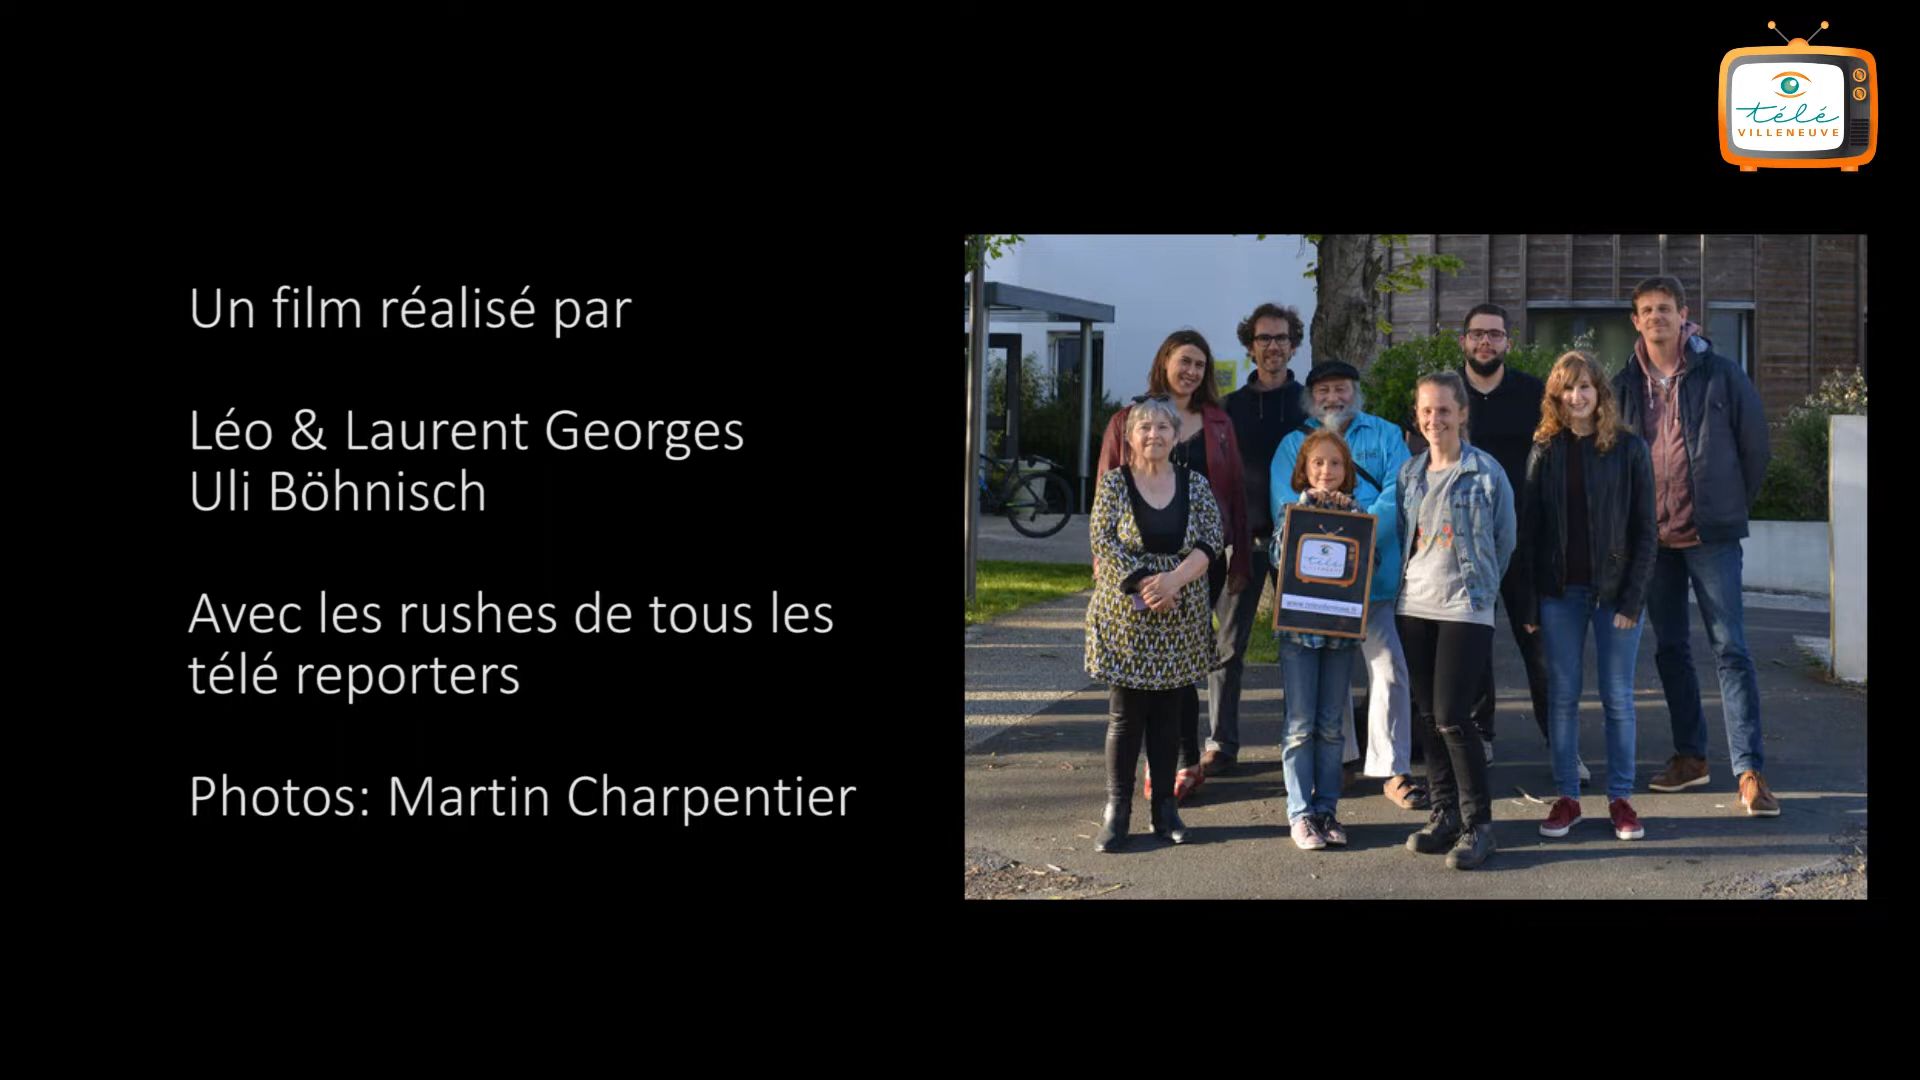 télé
VILLENEUVE
Un film réalisé par
Léo & Laurent Georges
Uli Böhnisch
Avec les rushes de tous les
télé reporters
Photos: Martin Charpentier
télé